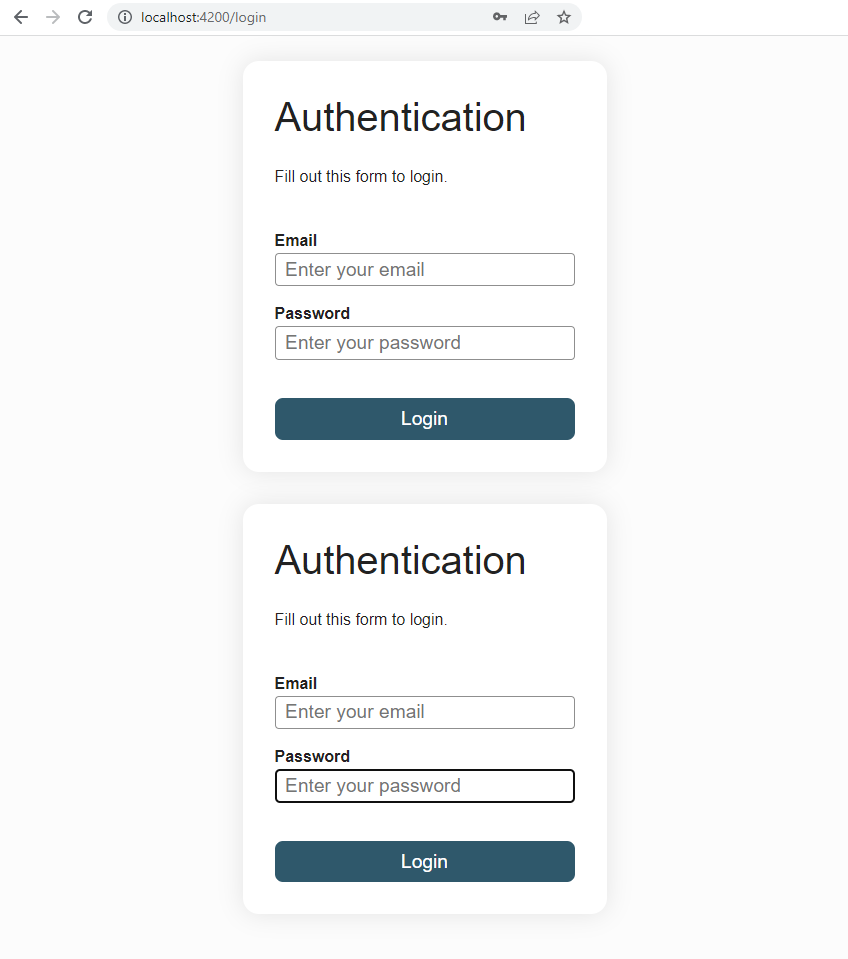 localhost:4200/login
Authentication
Fill out this form to login.
Email
Enter your email
Password
Enter your password
Login
Authentication
Fill out this form to login.
Email
Enter your email
Password
Enter your password
Login